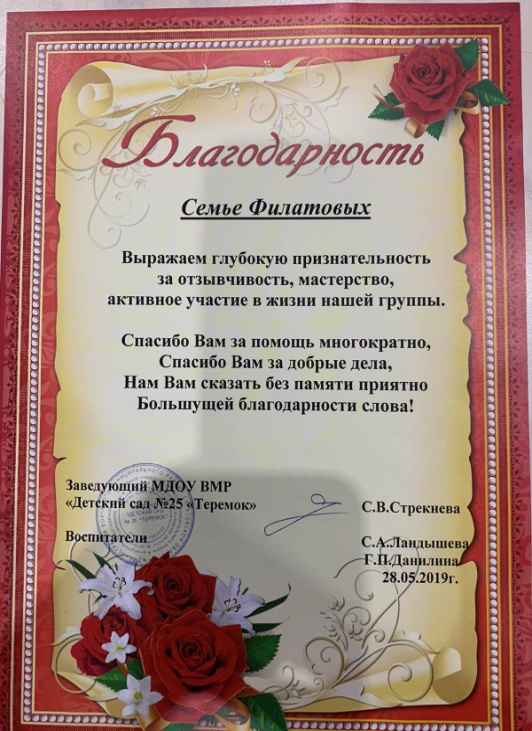 Благодарность
Семье Филатовых
Выражаем глубокую признательность
за отзывчивость, мастерство,
активное участие в жизни нашей группы.
Спасибо Вам за помощь многократно,
Спасибо Вам за добрые дела,
Нам Вам сказать без памяти приятно
Большущей благодарности слова!
Заведующий МДОУ ВМР
«Детский сад №25 «Теремок»
С.В.Стрекнева
Воспитатели
С.А.Ландышева
Г.П.Данилина
28.05.2019г.